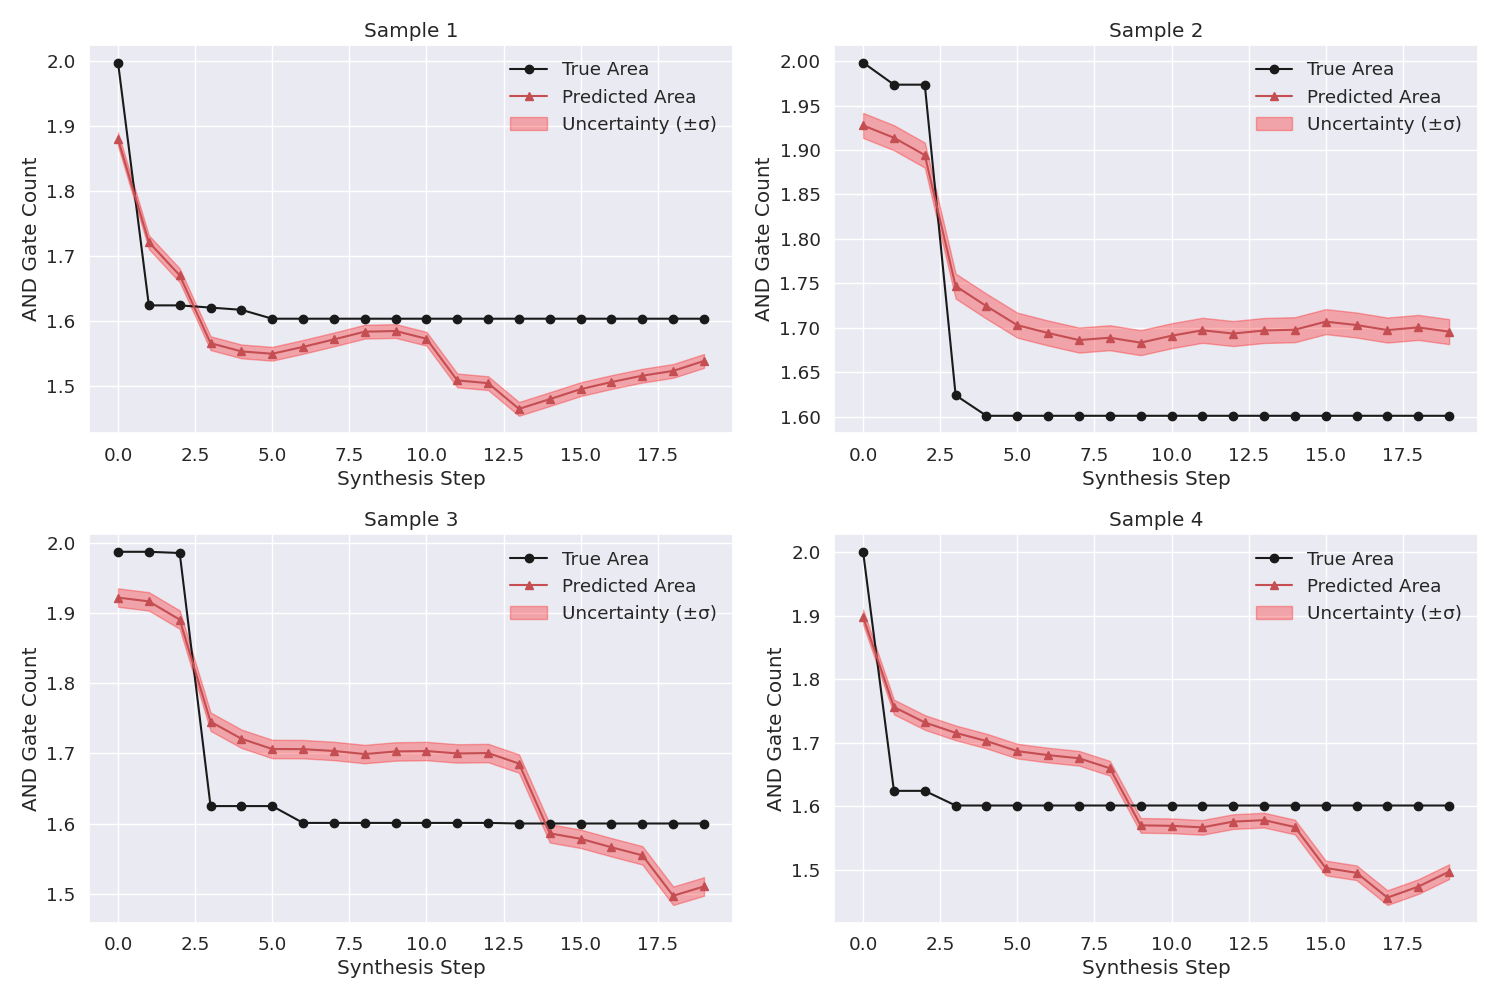 Sample 1
AND Gate Count
2.0
1.9
1.8
1.7
1.6
1.5
True Area
Predicted Area
Uncertainty (±σ)
0.0 2.5 5.0 7.5 10.0 12.5 15.0 17.5
Synthesis Step
Sample 2
AND Gate Count
2.00
1.95
1.90
1.85
1.80
1.75
1.70
1.65
1.60
True Area
Predicted Area
Uncertainty (±σ)
0.0 2.5 5.0 7.5 10.0 12.5 15.0 17.5
Synthesis Step
Sample 3
AND Gate Count
2.0
1.9
1.8
1.7
1.6
1.5
True Area
Predicted Area
Uncertainty (±σ)
0.0 2.5 5.0 7.5 10.0 12.5 15.0 17.5
Synthesis Step
Sample 4
AND Gate Count
2.0
1.9
1.8
1.7
1.6
1.5
True Area
Predicted Area
Uncertainty (±σ)
0.0 2.5 5.0 7.5 10.0 12.5 15.0 17.5
Synthesis Step